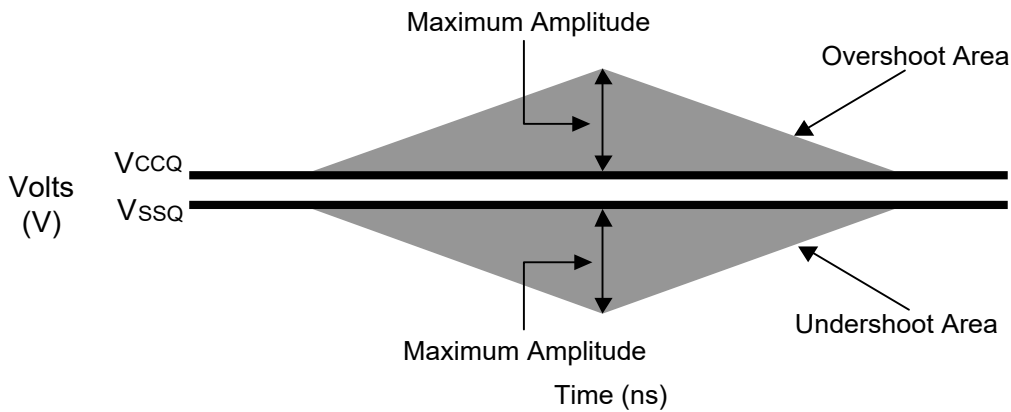 Maximum Amplitude
Overshoot Area
VCCQ
Volts
(V)
VSSQ
Undershoot Area
Maximum Amplitude
Time (ns)